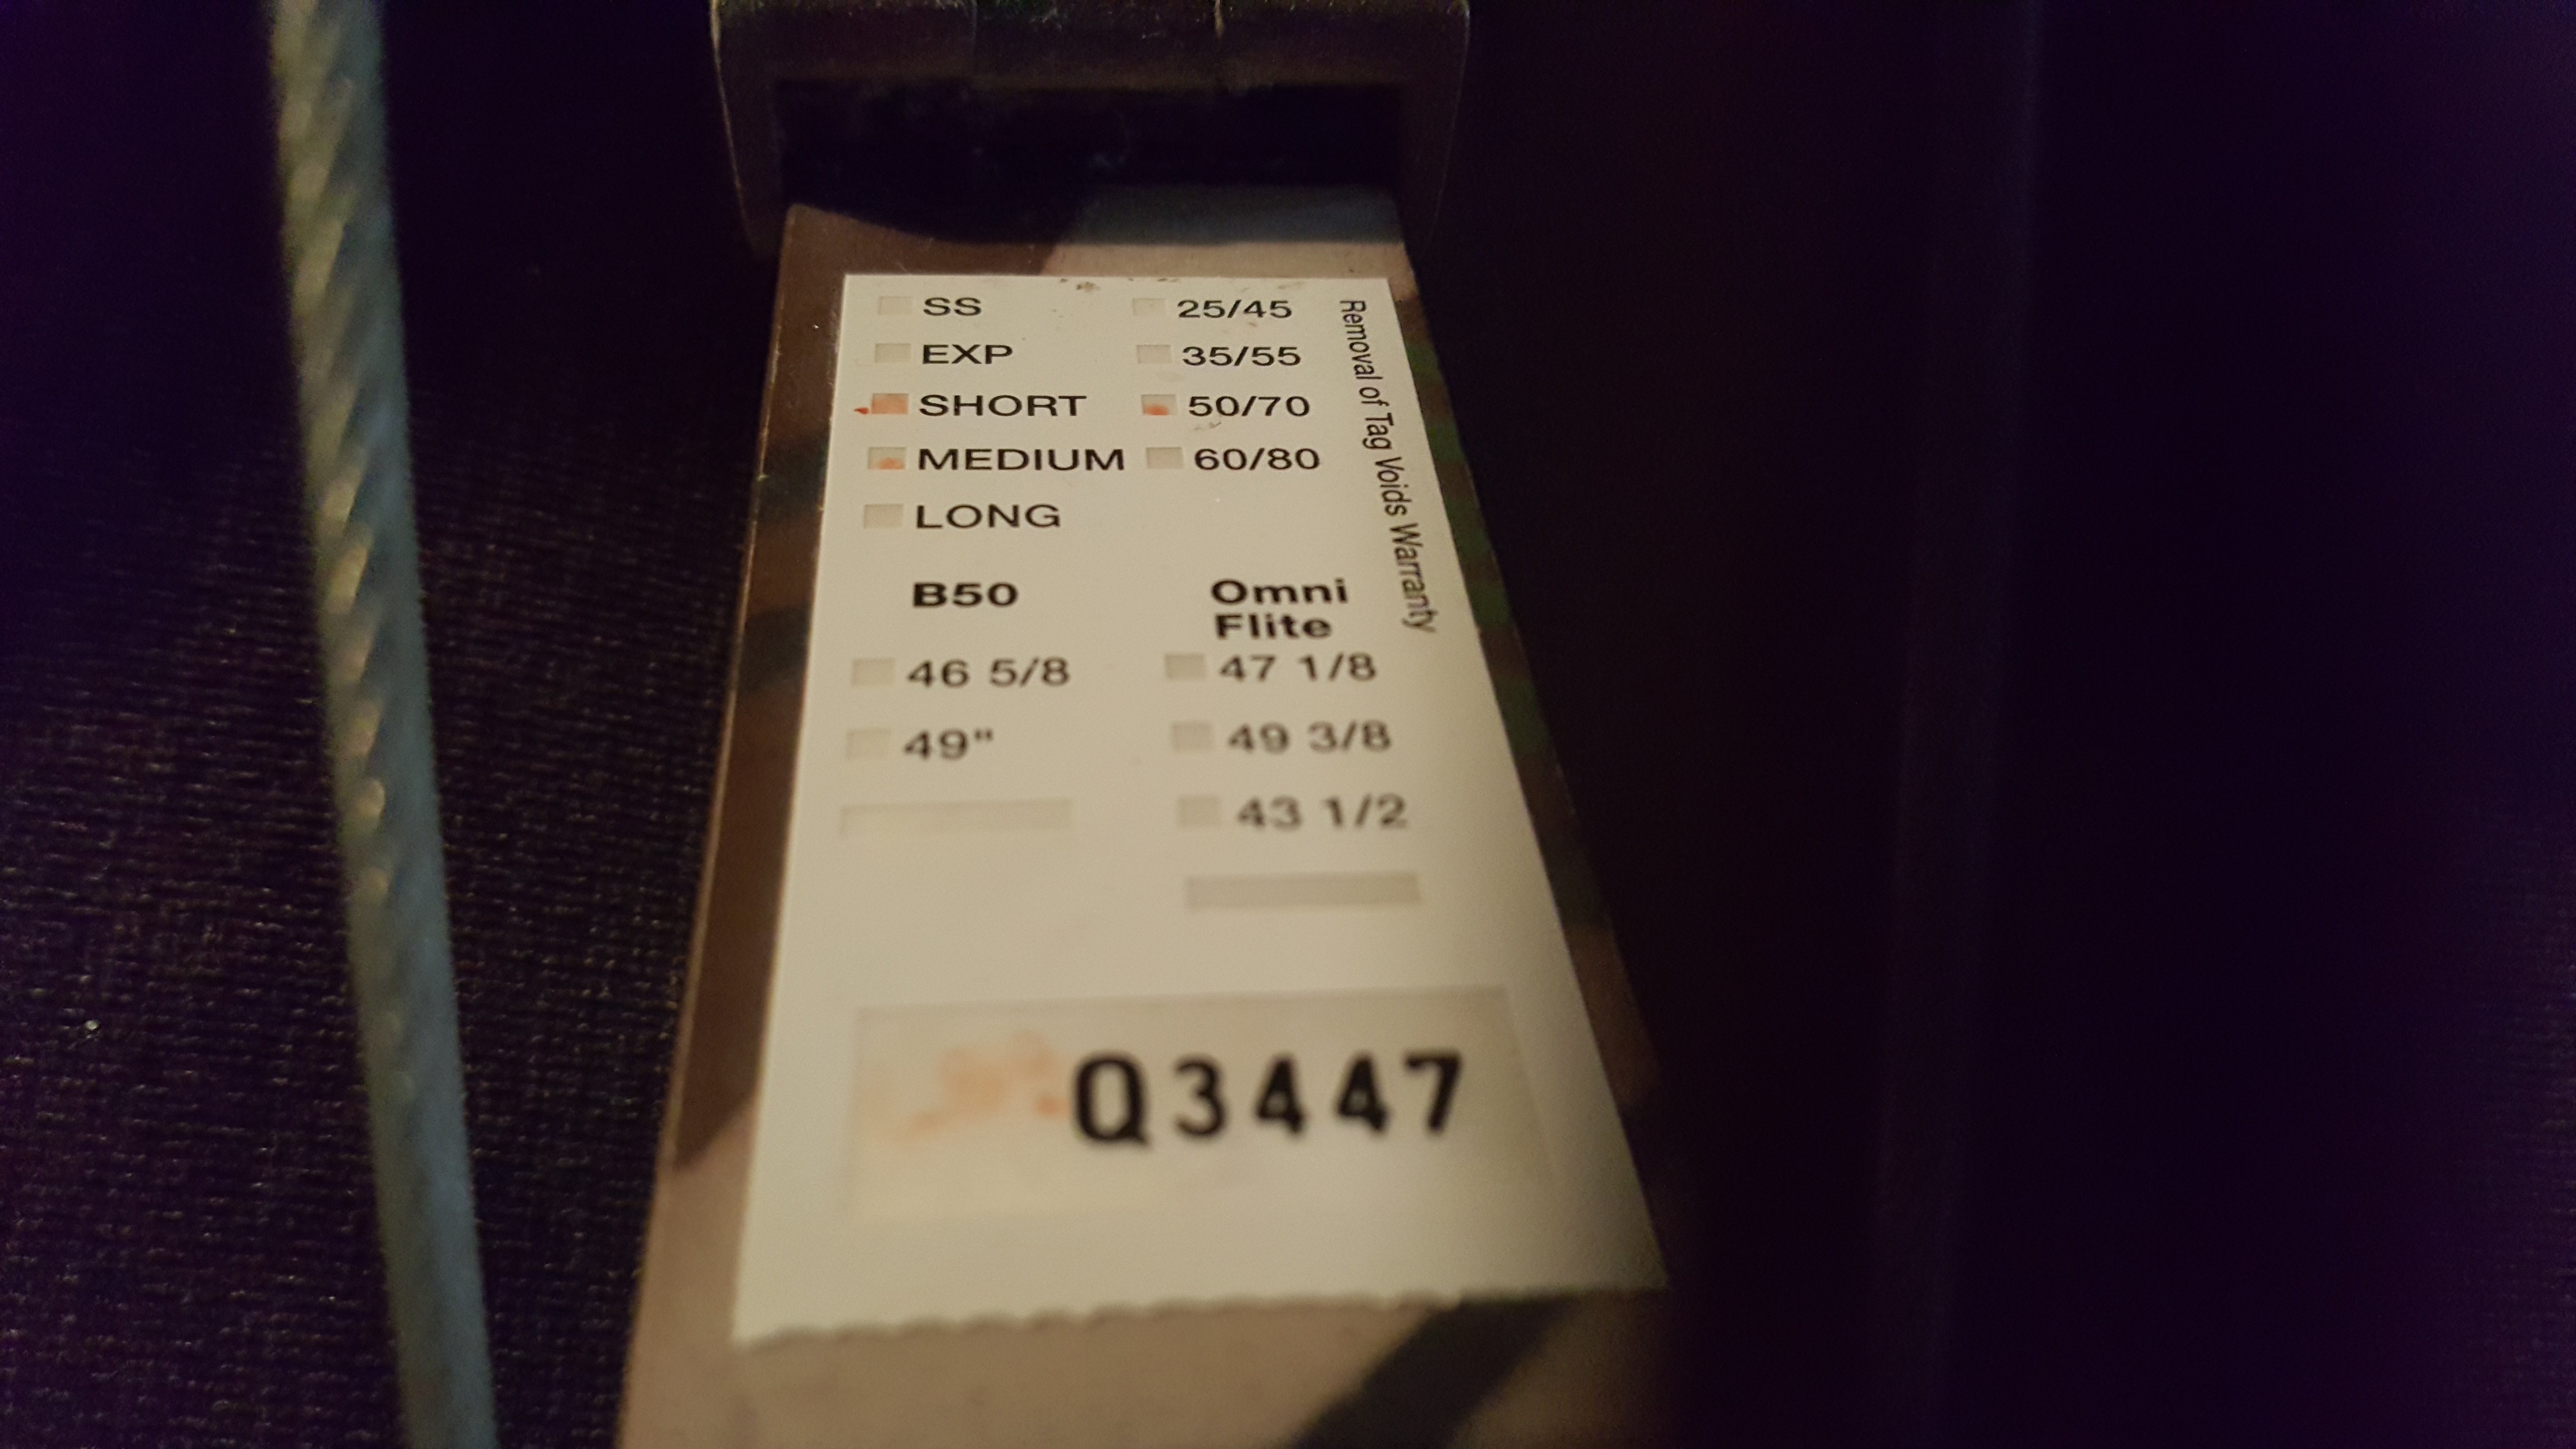 SS 25/45
EXP 35/55
SHORT 50/70
MEDIUM 60/80
LONG
Removal of Tag Voids Warranty
B50 Omni
Flite
46 5/8 47 1/8
49" 49 3/8
43 1/2
Q3447